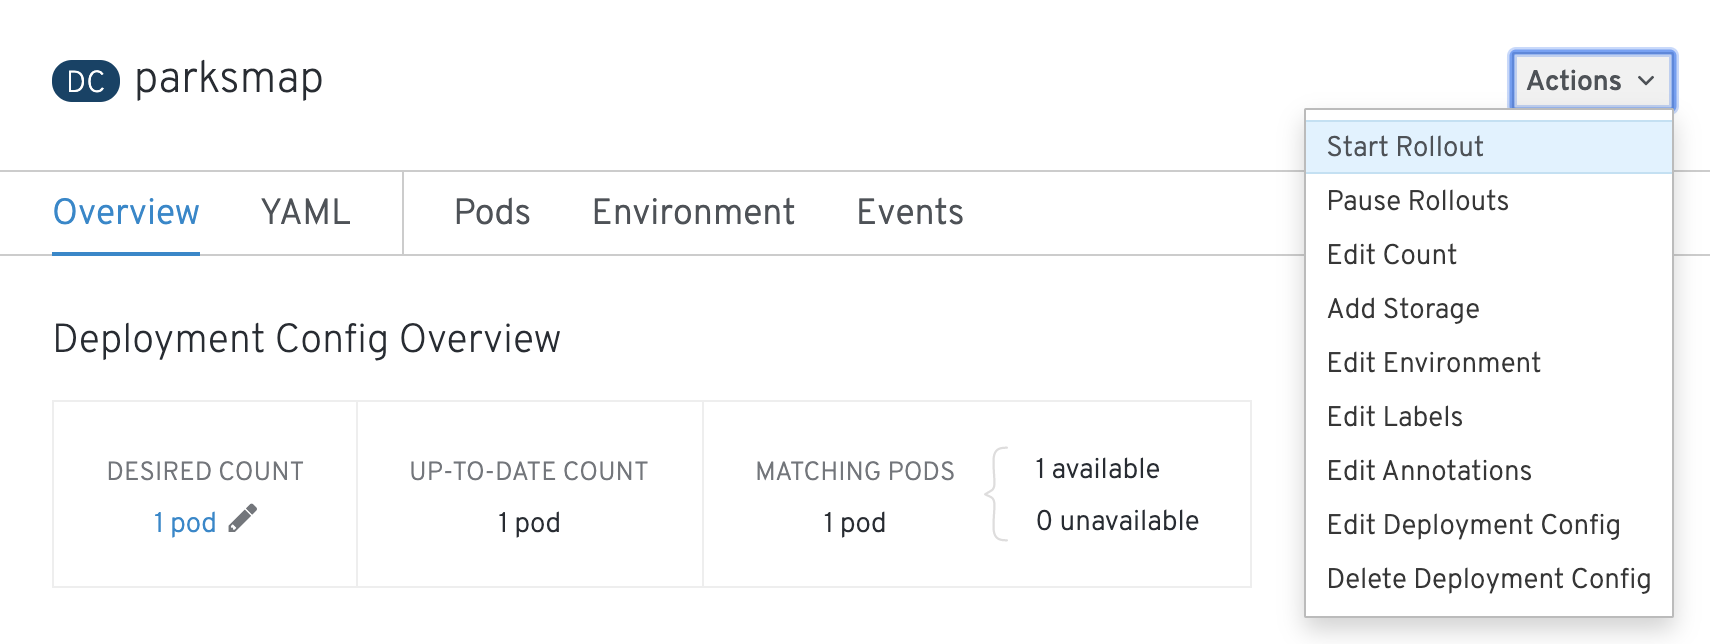 DC parksmap
Actions
Start Rollout
Pause Rollouts
Edit Count
Add Storage
Edit Environment
Edit Labels
Edit Annotations
Edit Deployment Config
Delete Deployment Config
Overview YAML Pods Environment Events
Deployment Config Overview
DESIRED COUNT
1 pod
UP-TO-DATE COUNT
1 pod
MATCHING PODS
1 pod
1 available
0 unavailable